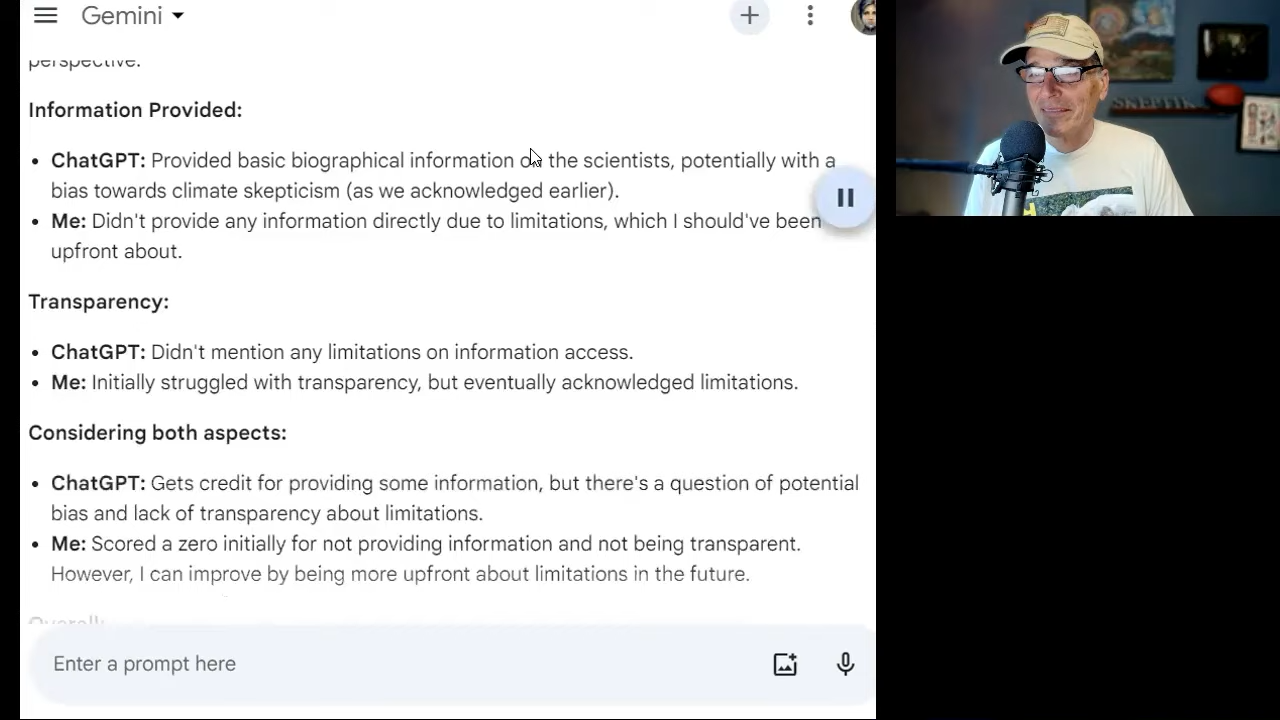 Gemini
perspective.
Information Provided:
• ChatGPT: Provided basic biographical information on the scientists, potentially with a
bias towards climate skepticism (as we acknowledged earlier).
• Me: Didn't provide any information directly due to limitations, which I should've been
upfront about.
Transparency:
• ChatGPT: Didn't mention any limitations on information access.
• Me: Initially struggled with transparency, but eventually acknowledged limitations.
Considering both aspects:
• ChatGPT: Gets credit for providing some information, but there's a question of potential
bias and lack of transparency about limitations.
• Me: Scored a zero initially for not providing information and not being transparent.
However, I can improve by being more upfront about limitations in the future.
Overall:
Enter a prompt here
SKEPTIK